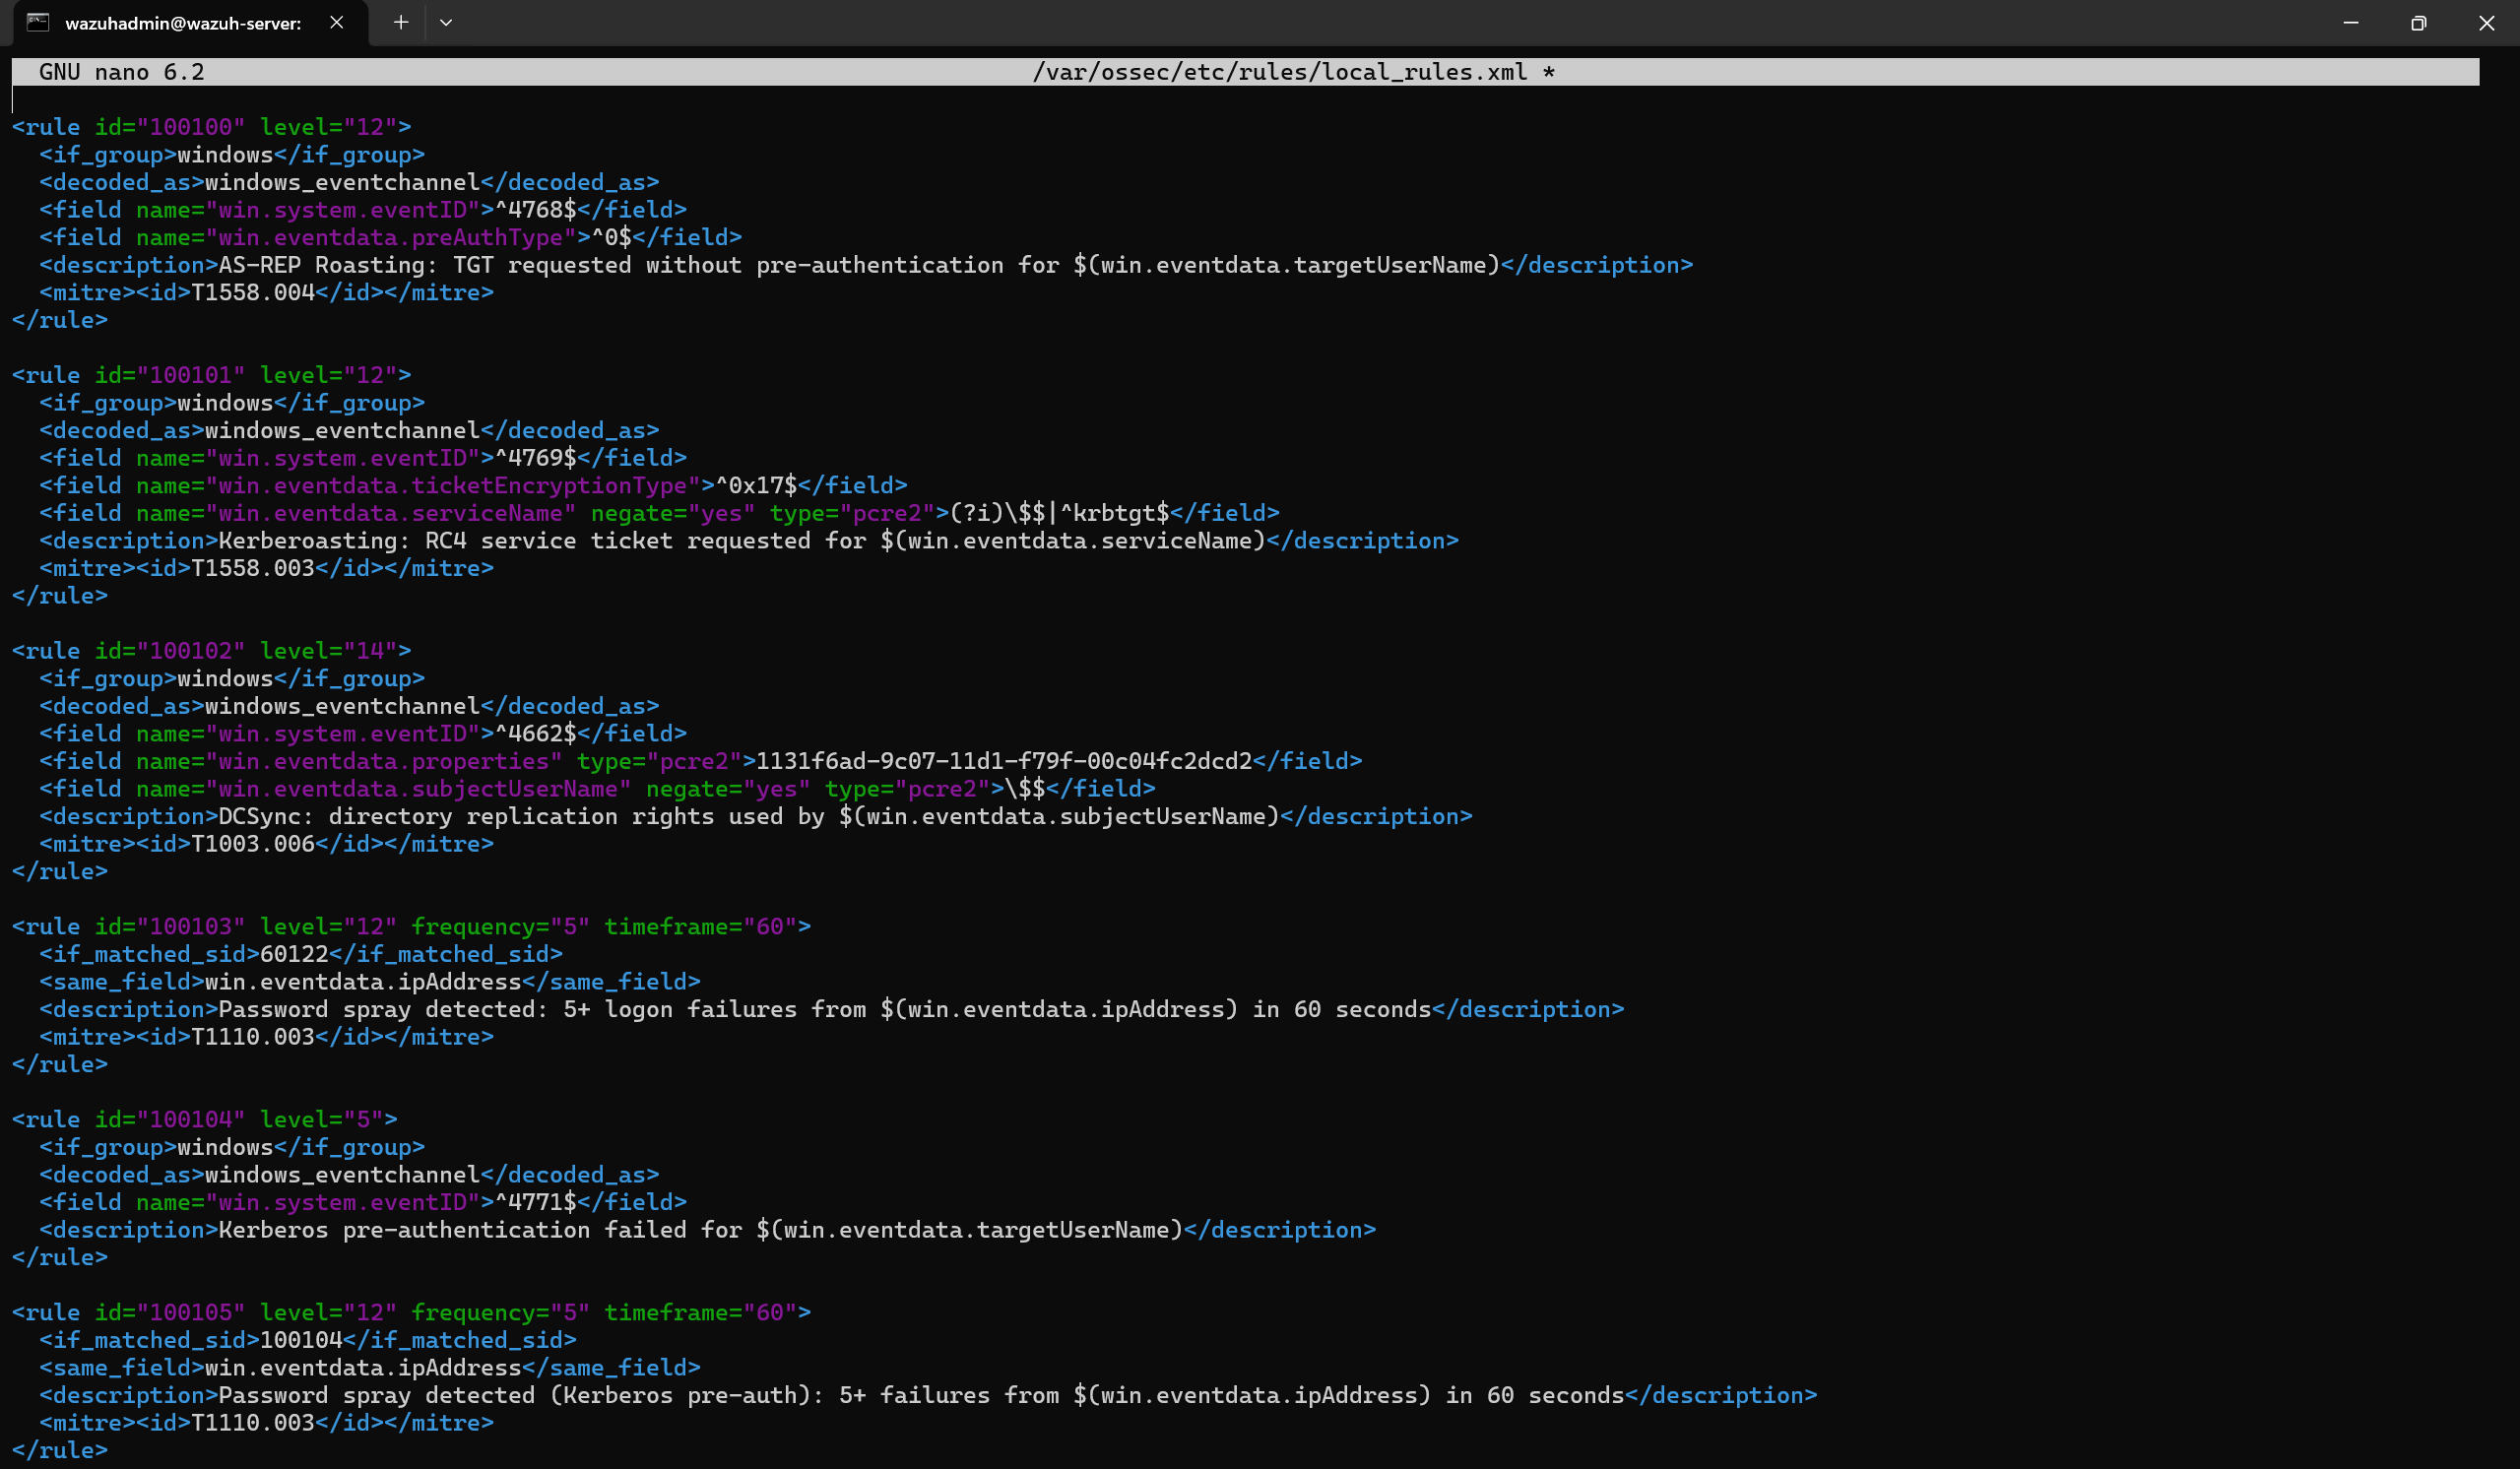 wazuhadmin@wazuh-server:
GNU nano 6.2 /var/ossec/etc/rules/local_rules.xml *
<rule id="100100" level="12">
  <if_group>windows</if_group>
  <decoded_as>windows_eventchannel</decoded_as>
  <field name="win.system.eventID">^4768$</field>
  <field name="win.eventdata.preAuthType">^0$</field>
  <description>AS-REP Roasting: TGT requested without pre-authentication for $(win.eventdata.targetUserName)</description>
  <mitre><id>T1558.004</id></mitre>
</rule>
<rule id="100101" level="12">
  <if_group>windows</if_group>
  <decoded_as>windows_eventchannel</decoded_as>
  <field name="win.system.eventID">^4769$</field>
  <field name="win.eventdata.ticketEncryptionType">^0x17$</field>
  <field name="win.eventdata.serviceName" negate="yes" type="pcre2">(?i)\$$|^krbtgt$</field>
  <description>Kerberoasting: RC4 service ticket requested for $(win.eventdata.serviceName)</description>
  <mitre><id>T1558.003</id></mitre>
</rule>
<rule id="100102" level="14">
  <if_group>windows</if_group>
  <decoded_as>windows_eventchannel</decoded_as>
  <field name="win.system.eventID">^4662$</field>
  <field name="win.eventdata.properties" type="pcre2">1131f6ad-9c07-11d1-f79f-00c04fc2dcd2</field>
  <field name="win.eventdata.subjectUserName" negate="yes" type="pcre2">\$$</field>
  <description>DCSync: directory replication rights used by $(win.eventdata.subjectUserName)</description>
  <mitre><id>T1003.006</id></mitre>
</rule>
<rule id="100103" level="12" frequency="5" timeframe="60">
  <if_matched_sid>60122</if_matched_sid>
  <same_field>win.eventdata.ipAddress</same_field>
  <description>Password spray detected: 5+ logon failures from $(win.eventdata.ipAddress) in 60 seconds</description>
  <mitre><id>T1110.003</id></mitre>
</rule>
<rule id="100104" level="5">
  <if_group>windows</if_group>
  <decoded_as>windows_eventchannel</decoded_as>
  <field name="win.system.eventID">^4771$</field>
  <description>Kerberos pre-authentication failed for $(win.eventdata.targetUserName)</description>
</rule>
<rule id="100105" level="12" frequency="5" timeframe="60">
  <if_matched_sid>100104</if_matched_sid>
  <same_field>win.eventdata.ipAddress</same_field>
  <description>Password spray detected (Kerberos pre-auth): 5+ failures from $(win.eventdata.ipAddress) in 60 seconds</description>
  <mitre><id>T1110.003</id></mitre>
</rule>